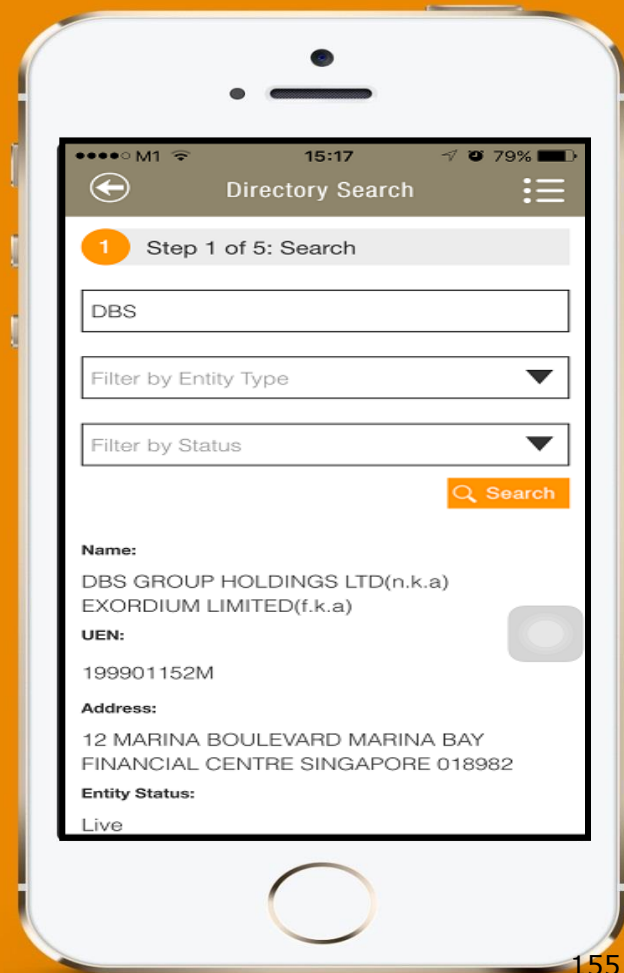 M1 15:17 79%
Directory Search
1 Step 1 of 5: Search
DBS
Filter by Entity Type
Filter by Status
Search
Name:
DBS GROUP HOLDINGS LTD(n.k.a)
EXORDIUM LIMITED(f.k.a)
UEN:
199901152M
Address:
12 MARINA BOULEVARD MARINA BAY
FINANCIAL CENTRE SINGAPORE 018982
Entity Status:
Live
155